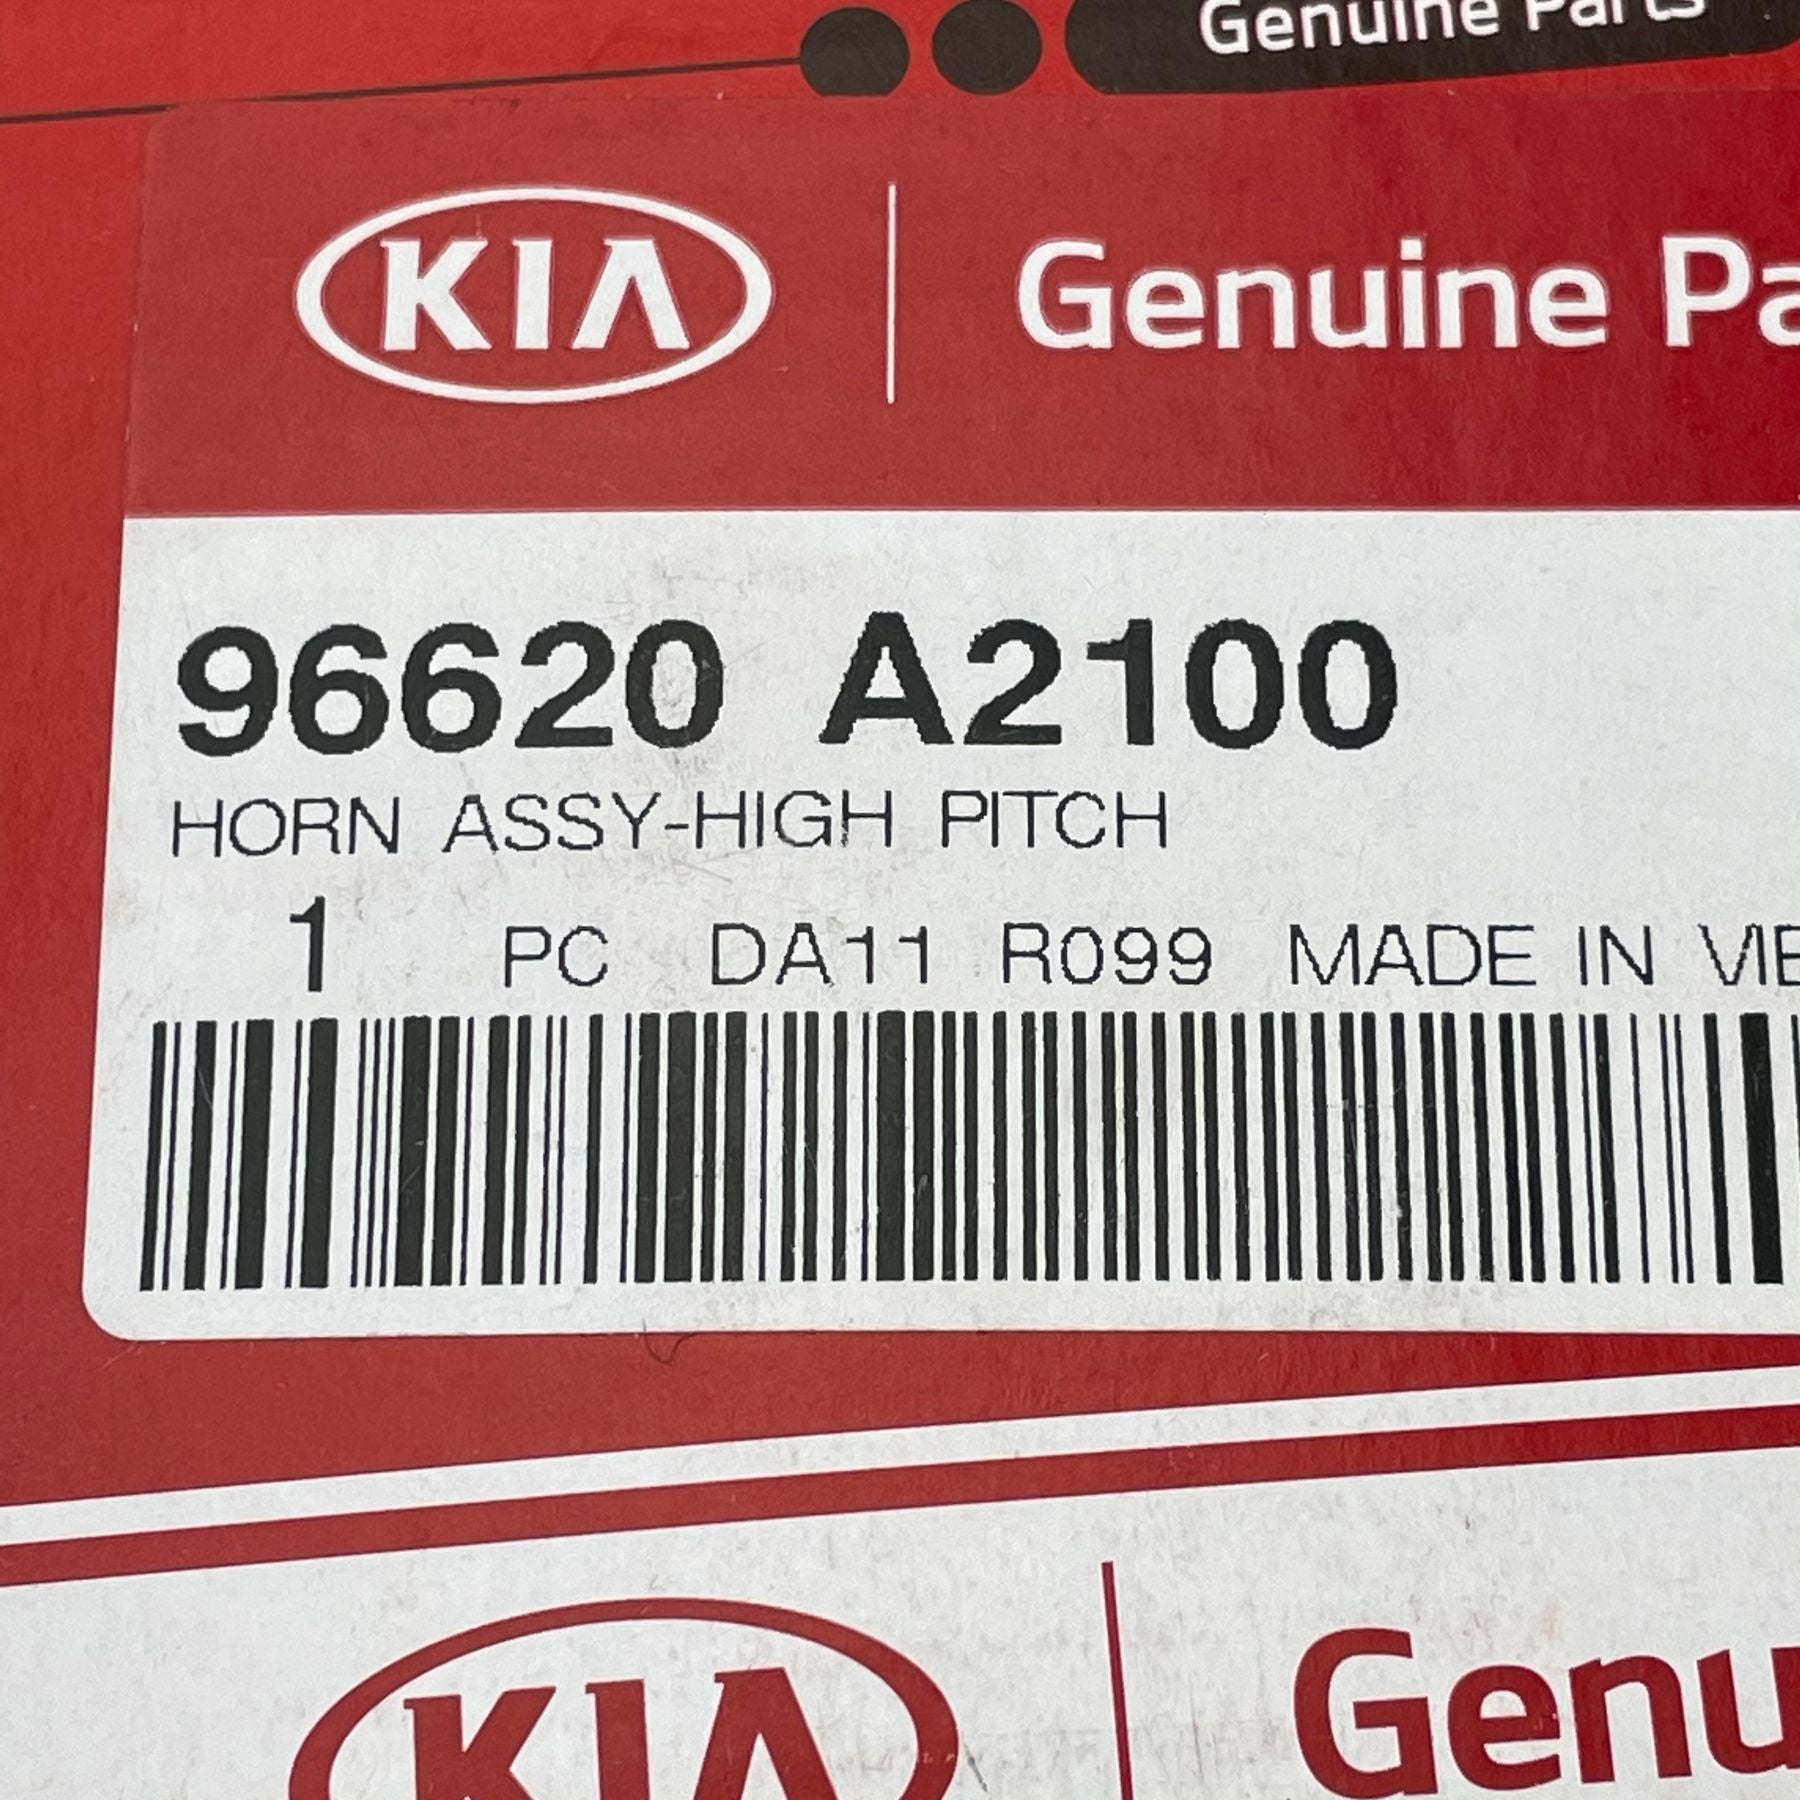 Genuine Parts
KIA Genuine Pa
96620 A2100
HORN ASSY-HIGH PITCH
1 PC DA11 R099 MADE IN VIE
KIA Genu